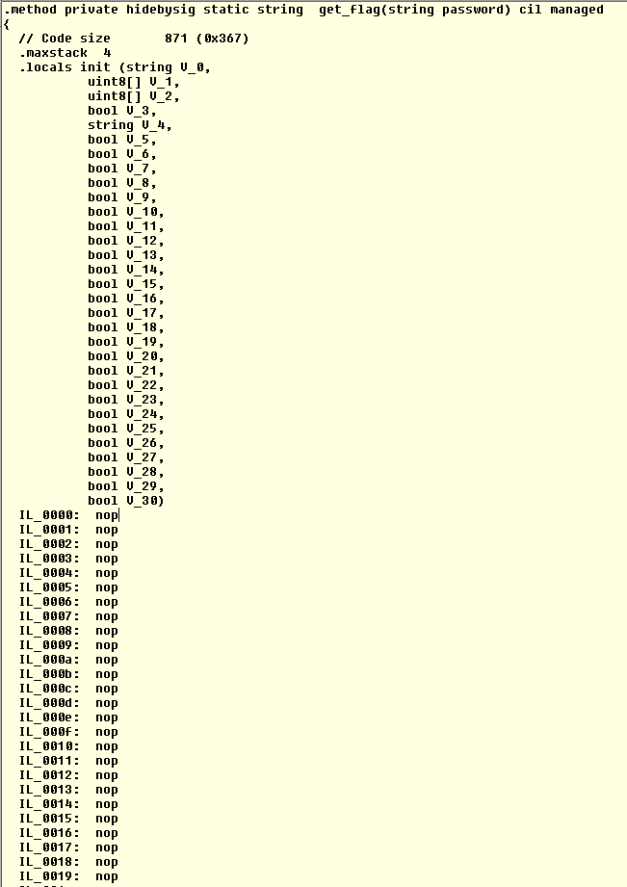 .method private hidebysig static string  get_flag(string password) cil managed
{
  // Code size       871 (0x367)
  .maxstack  4
  .locals init (string V_0,
           uint8[] V_1,
           uint8[] V_2,
           bool V_3,
           string V_4,
           bool V_5,
           bool V_6,
           bool V_7,
           bool V_8,
           bool V_9,
           bool V_10,
           bool V_11,
           bool V_12,
           bool V_13,
           bool V_14,
           bool V_15,
           bool V_16,
           bool V_17,
           bool V_18,
           bool V_19,
           bool V_20,
           bool V_21,
           bool V_22,
           bool V_23,
           bool V_24,
           bool V_25,
           bool V_26,
           bool V_27,
           bool V_28,
           bool V_29,
           bool V_30)
  IL_0000:  nop
  IL_0001:  nop
  IL_0002:  nop
  IL_0003:  nop
  IL_0004:  nop
  IL_0005:  nop
  IL_0006:  nop
  IL_0007:  nop
  IL_0008:  nop
  IL_0009:  nop
  IL_000a:  nop
  IL_000b:  nop
  IL_000c:  nop
  IL_000d:  nop
  IL_000e:  nop
  IL_000f:  nop
  IL_0010:  nop
  IL_0011:  nop
  IL_0012:  nop
  IL_0013:  nop
  IL_0014:  nop
  IL_0015:  nop
  IL_0016:  nop
  IL_0017:  nop
  IL_0018:  nop
  IL_0019:  nop